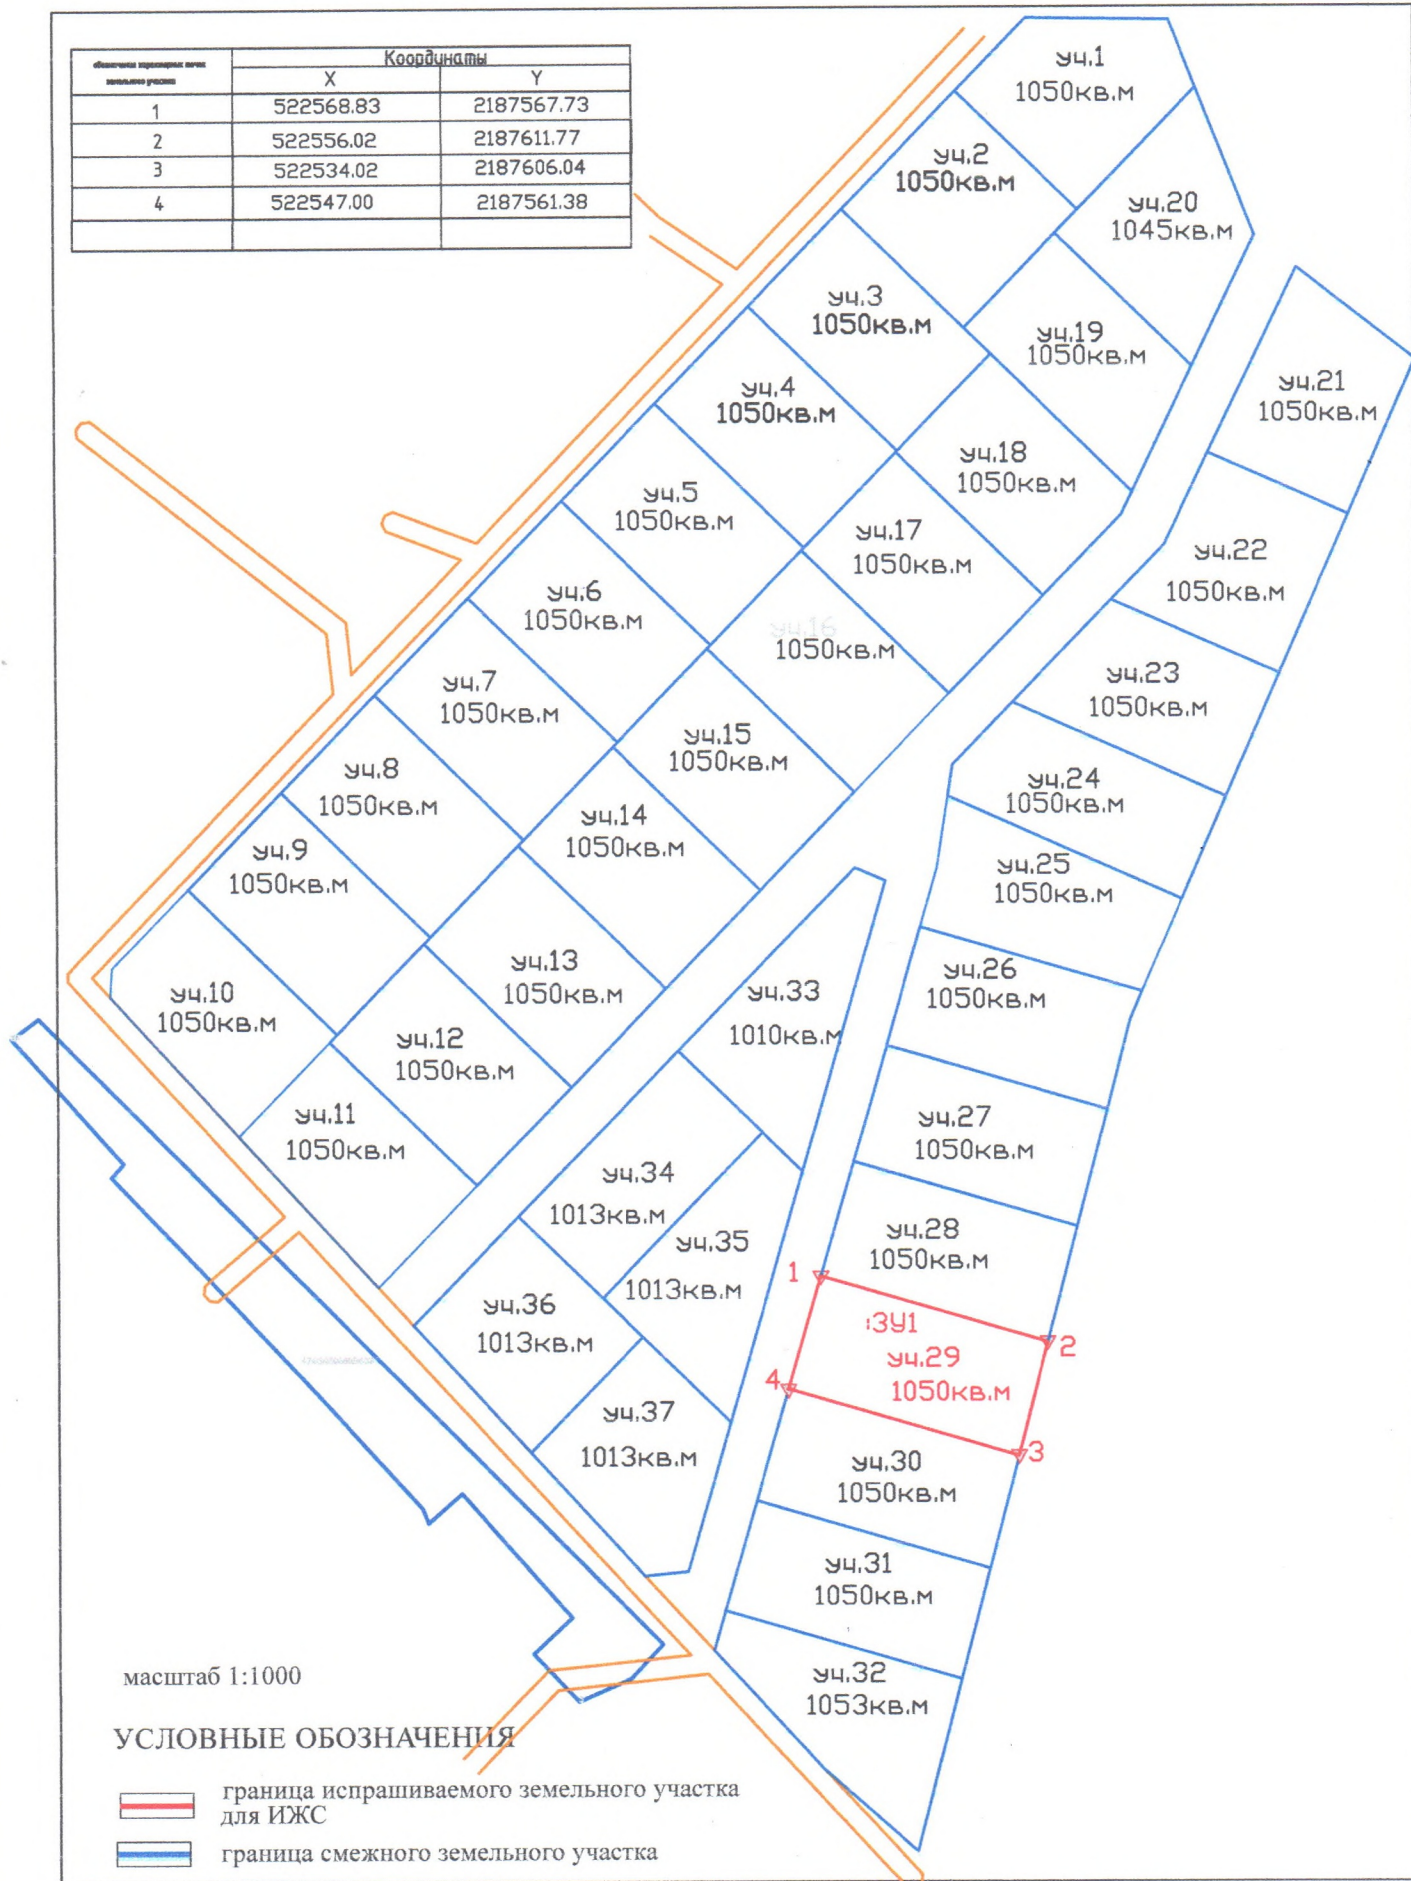 Координаты
X Y
1 522568.83 2187567.73
2 522556.02 2187611.77
3 522534.02 2187606.04
4 522547.00 2187561.38
уч.1
1050кв.м
уч.2
1050кв.м
уч.20
1045кв.м
уч.3
1050кв.м
уч.19
1050кв.м
уч.21
1050кв.м
уч.4
1050кв.м
уч.18
1050кв.м
уч.5
1050кв.м
уч.17
1050кв.м
уч.22
1050кв.м
уч.6
1050кв.м
уч.16
1050кв.м
уч.23
1050кв.м
уч.7
1050кв.м
уч.15
1050кв.м
уч.8
1050кв.м
уч.24
1050кв.м
уч.14
1050кв.м
уч.9
1050кв.м
уч.25
1050кв.м
уч.13
1050кв.м
уч.26
1050кв.м
уч.10
1050кв.м
уч.33
1010кв.м
уч.12
1050кв.м
уч.11
1050кв.м
уч.27
1050кв.м
уч.34
1013кв.м
уч.28
1050кв.м
уч.35
1013кв.м
1
уч.36
1013кв.м
:ЗУ1
2
уч.29
1050кв.м
4
3
уч.37
1013кв.м
уч.30
1050кв.м
уч.31
1050кв.м
уч.32
1053кв.м
масштаб 1:1000
УСЛОВНЫЕ ОБОЗНАЧЕНИЯ
граница испрашиваемого земельного участка
для ИЖС
граница смежного земельного участка